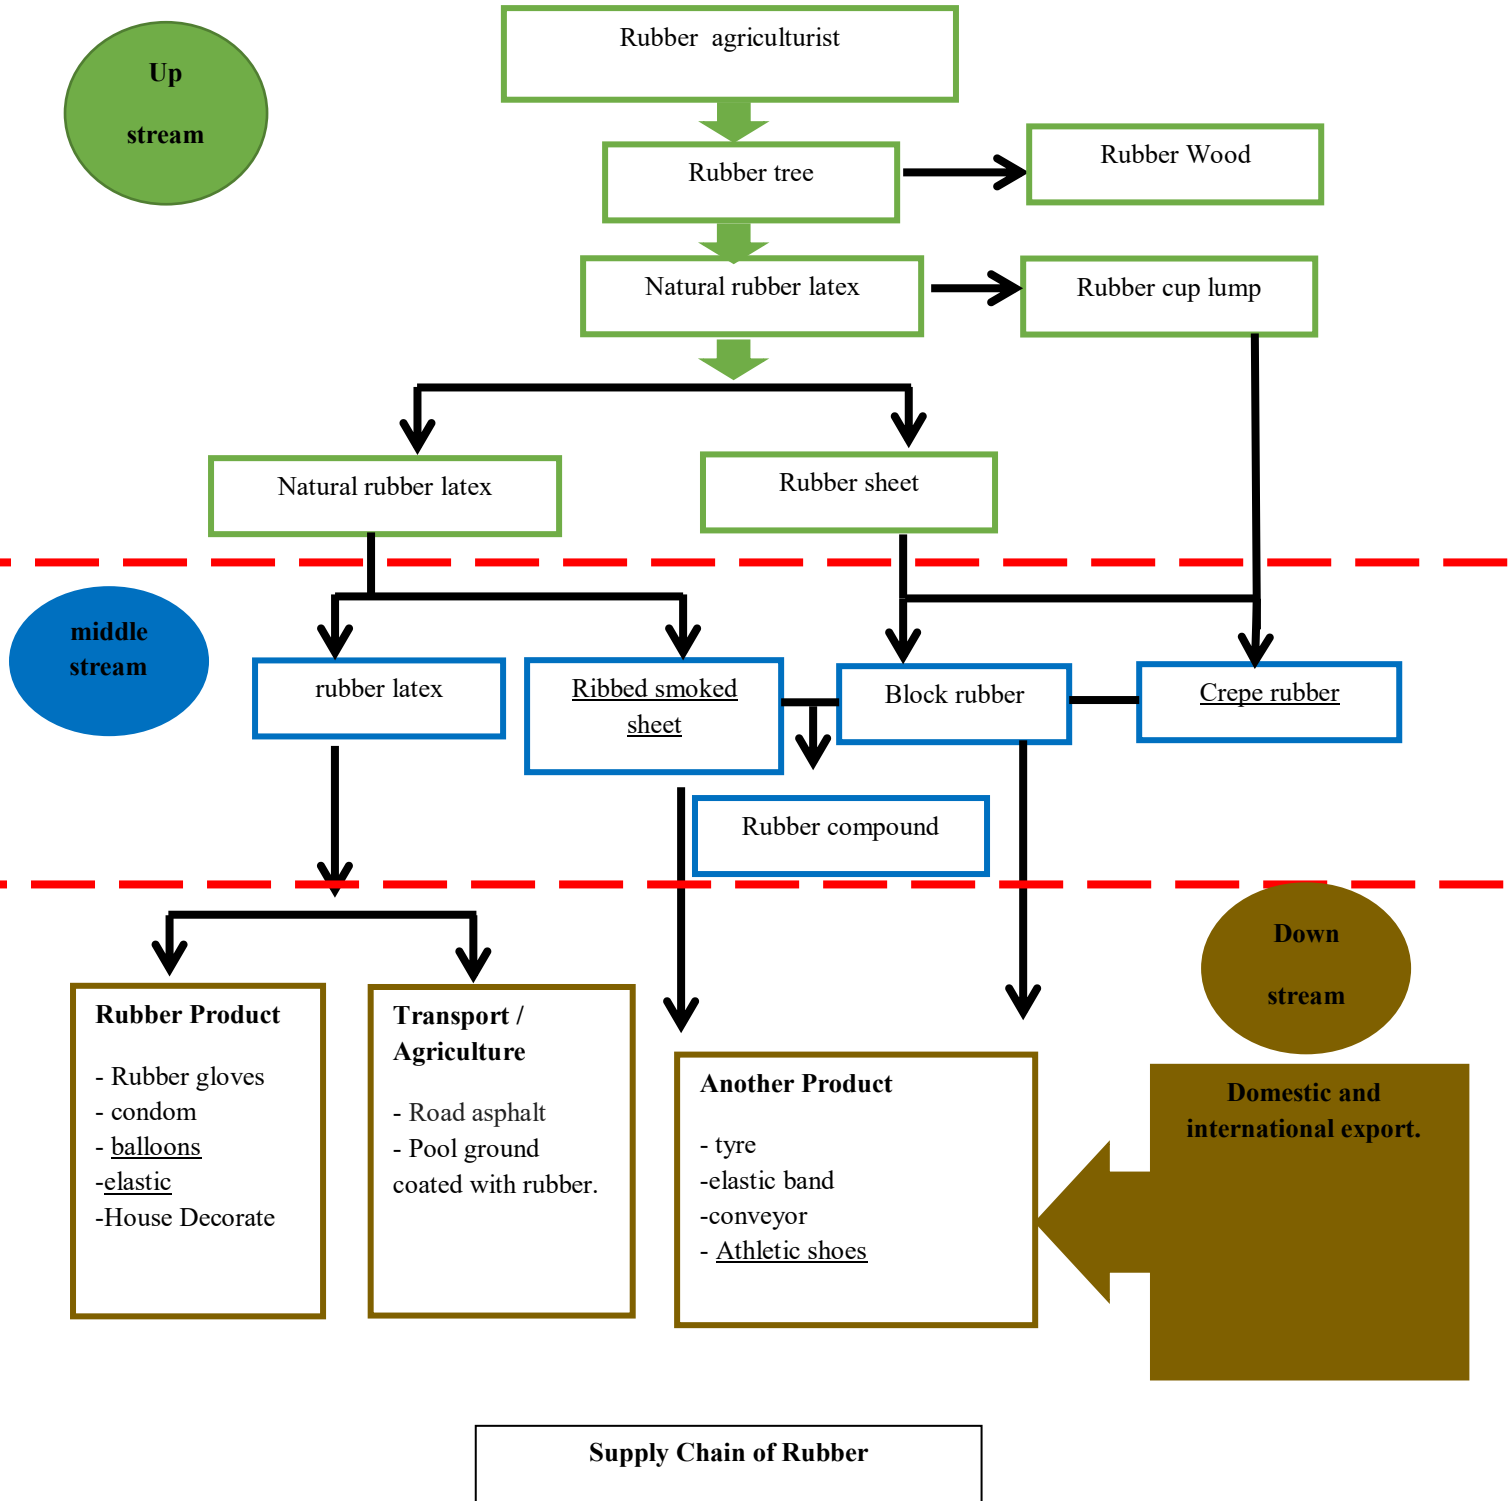 Up
stream
Rubber  agriculturist
Rubber tree
Rubber Wood
Natural rubber latex
Rubber cup lump
Natural rubber latex
Rubber sheet
middle
stream
rubber latex
Ribbed smoked
sheet
Block rubber
Crepe rubber
Rubber compound
Down
stream
Rubber Product
- Rubber gloves
- condom
- balloons
-elastic
-House Decorate
Transport /
Agriculture
- Road asphalt
- Pool ground
coated with rubber.
Another Product
- tyre
-elastic band
-conveyor
- Athletic shoes
Domestic and
international export.
Supply Chain of Rubber